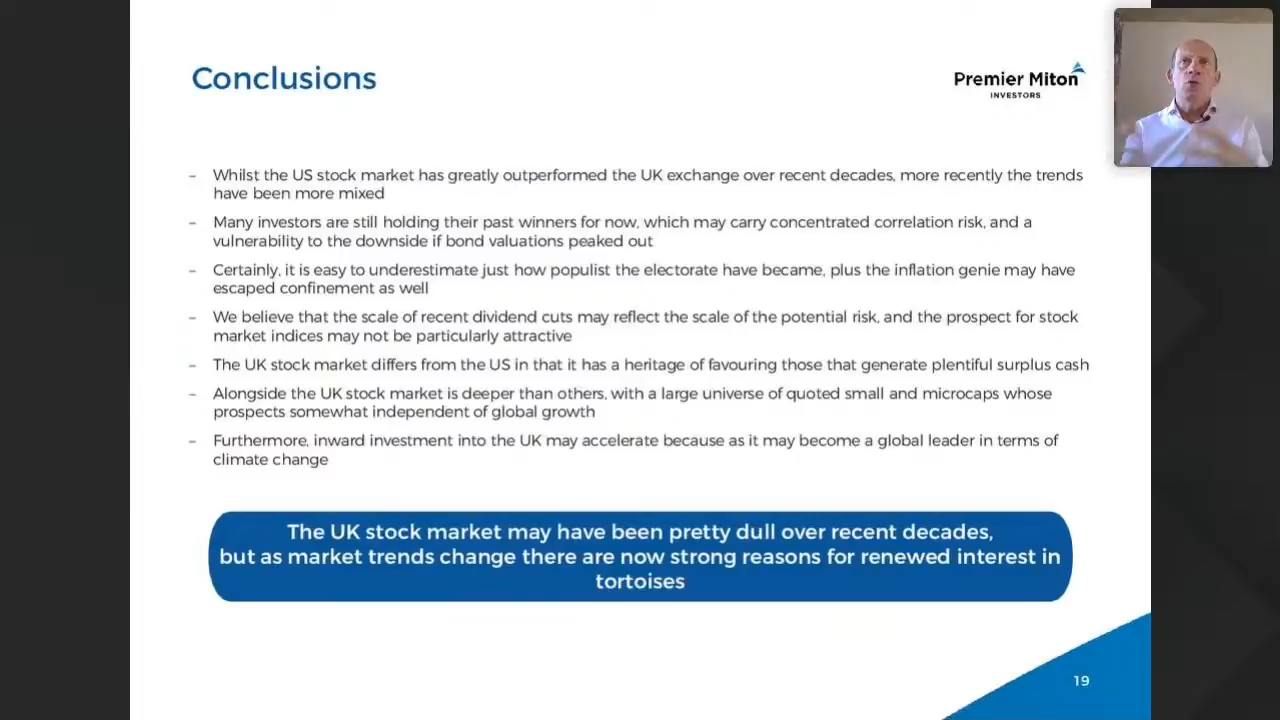 Conclusions
Premier Miton
INVESTORS
– Whilst the US stock market has greatly outperformed the UK exchange over recent decades, more recently the trends
have been more mixed
– Many investors are still holding their past winners for now, which may carry concentrated correlation risk, and a
vulnerability to the downside if bond valuations peaked out
– Certainly, it is easy to underestimate just how populist the electorate have became, plus the inflation genie may have
escaped confinement as well
– We believe that the scale of recent dividend cuts may reflect the scale of the potential risk, and the prospect for stock
market indices may not be particularly attractive
– The UK stock market differs from the US in that it has a heritage of favouring those that generate plentiful surplus cash
– Alongside the UK stock market is deeper than others, with a large universe of quoted small and microcaps whose
prospects somewhat independent of global growth
– Furthermore, inward investment into the UK may accelerate because as it may become a global leader in terms of
climate change
The UK stock market may have been pretty dull over recent decades,
but as market trends change there are now strong reasons for renewed interest in
tortoises
19